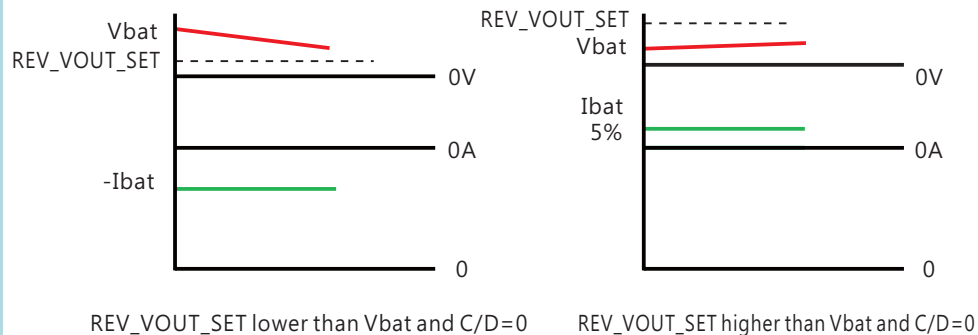 Vbat
REV_VOUT_SET
0V
0A
-Ibat
0
REV_VOUT_SET lower than Vbat and C/D=0
REV_VOUT_SET
Vbat
0V
Ibat
5%
0A
0
REV_VOUT_SET higher than Vbat and C/D=0